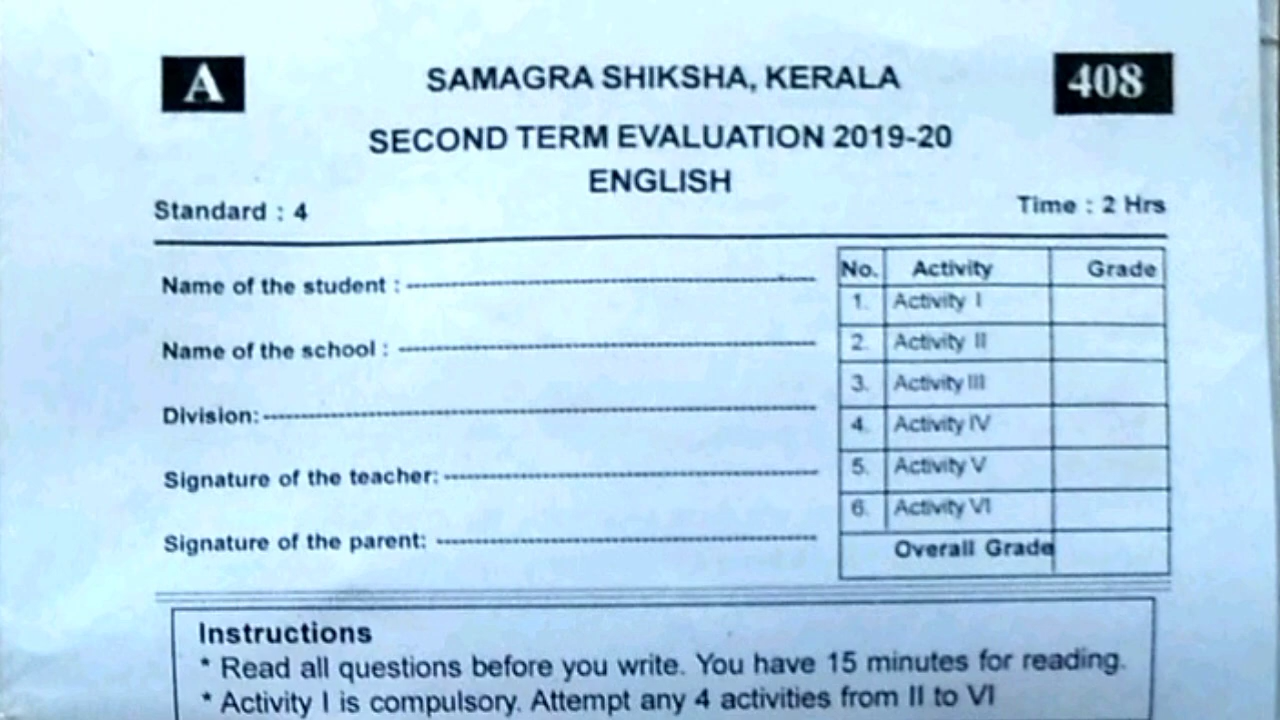 A
SAMAGRA SHIKSHA, KERALA
408
SECOND TERM EVALUATION 2019-20
ENGLISH
Standard : 4
Time : 2 Hrs
Name of the student :
Name of the school :
Division:
Signature of the teacher:
Signature of the parent:
No. Activity Grade
1. Activity I
2. Activity II
3. Activity III
4. Activity IV
5. Activity V
6. Activity VI
Overall Grade
Instructions
* Read all questions before you write. You have 15 minutes for reading.
* Activity I is compulsory. Attempt any 4 activities from II to VI